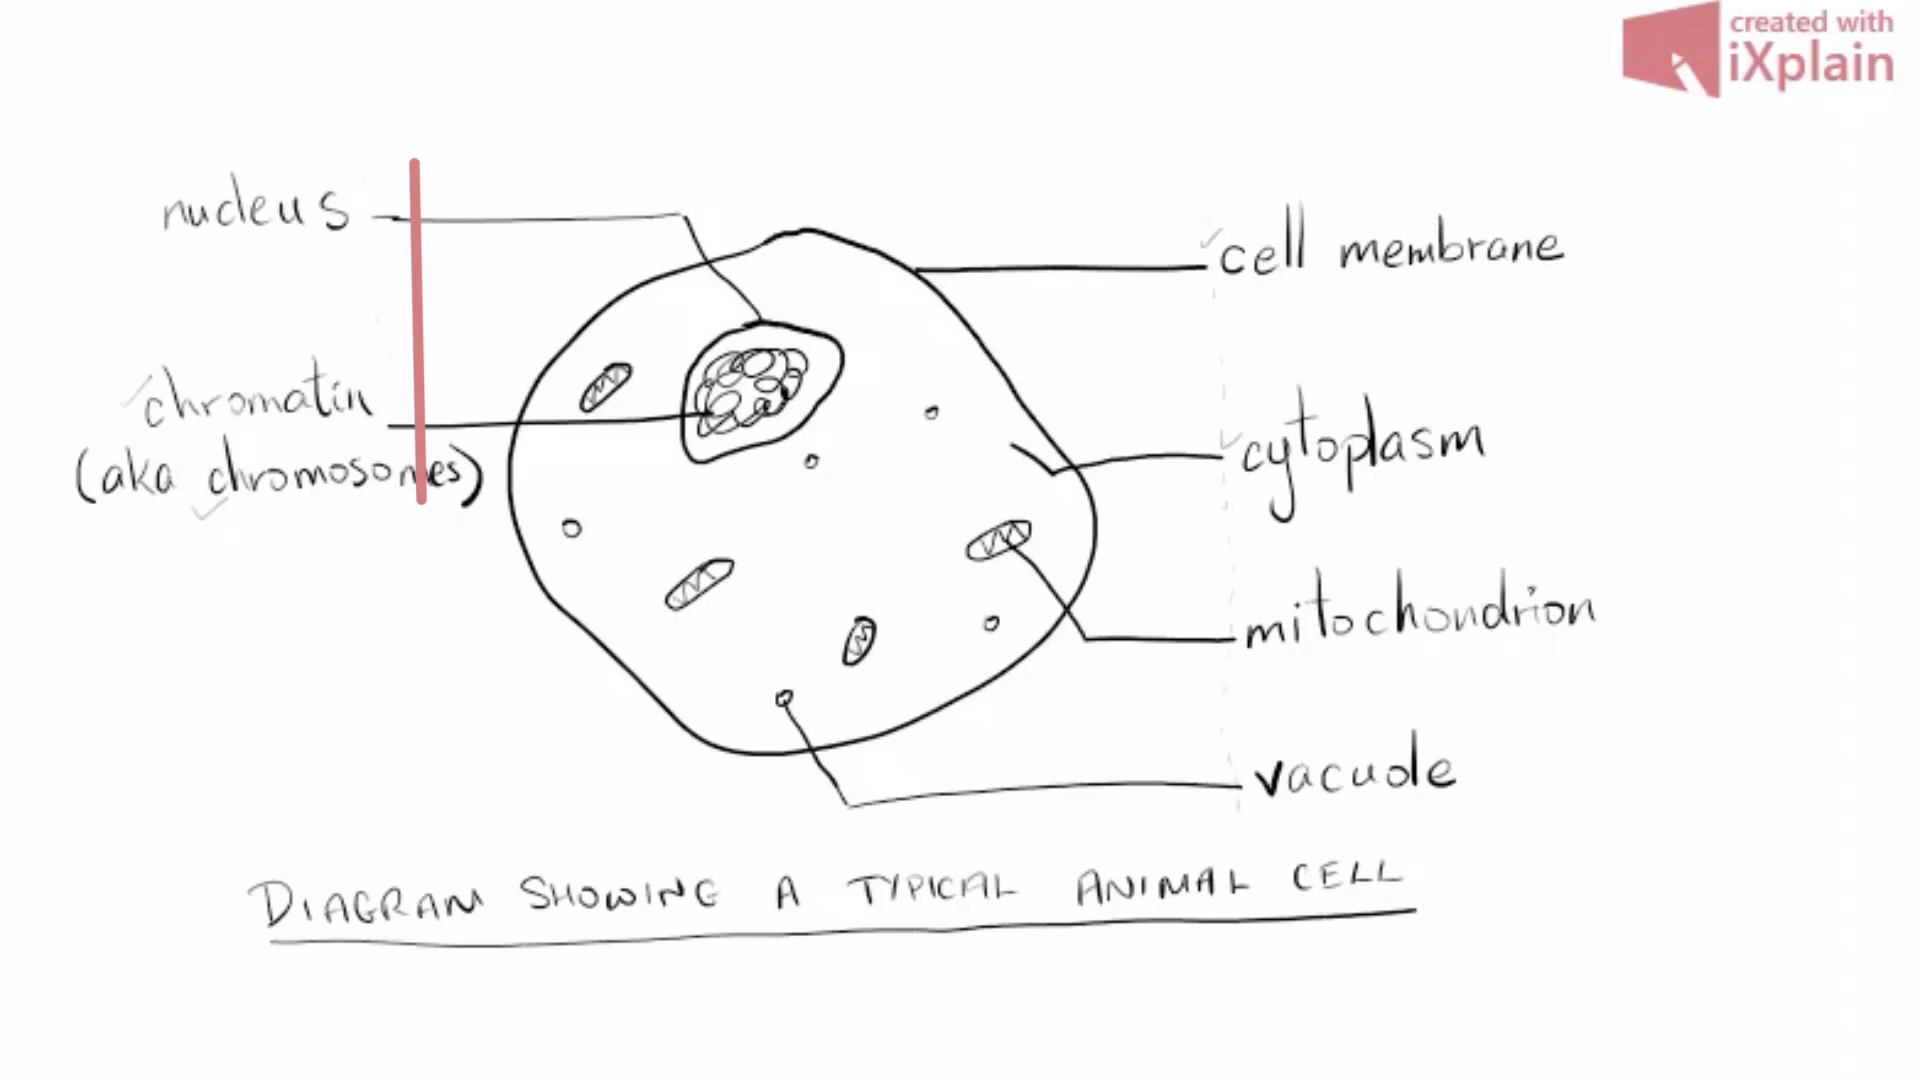 created with
iXplain
nucleus
cell membrane
chromatin
(aka chromosomes)
cytoplasm
mitochondrion
vacuole
DIAGRAM SHOWING A TYPICAL ANIMAL CELL